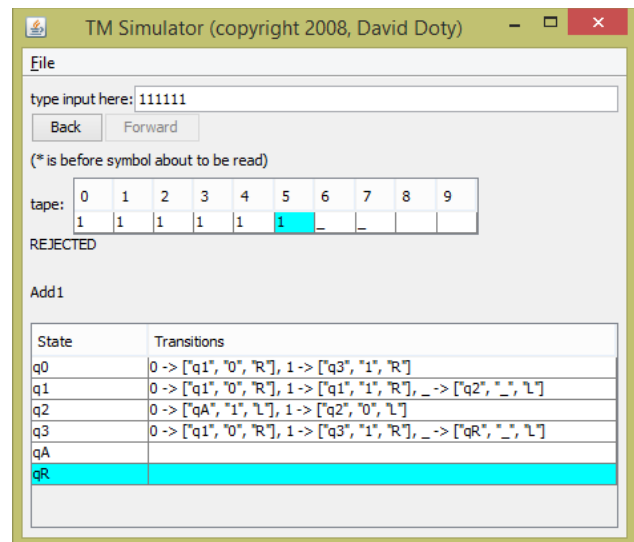 TM Simulator (copyright 2008, David Doty)
File
type input here: 111111
Back Forward
(* is before symbol about to be read)
tape: 0 1 2 3 4 5 6 7 8 9
1 1 1 1 1 1 _ _
REJECTED
Add1
State Transitions
q0 0 -> ["q1", "0", "R"], 1 -> ["q3", "1", "R"]
q1 0 -> ["q1", "0", "R"], 1 -> ["q1", "1", "R"], _ -> ["q2", "_", "L"]
q2 0 -> ["qA", "1", "L"], 1 -> ["q2", "0", "L"]
q3 0 -> ["q1", "0", "R"], 1 -> ["q3", "1", "R"], _ -> ["qR", "_", "L"]
qA
qR